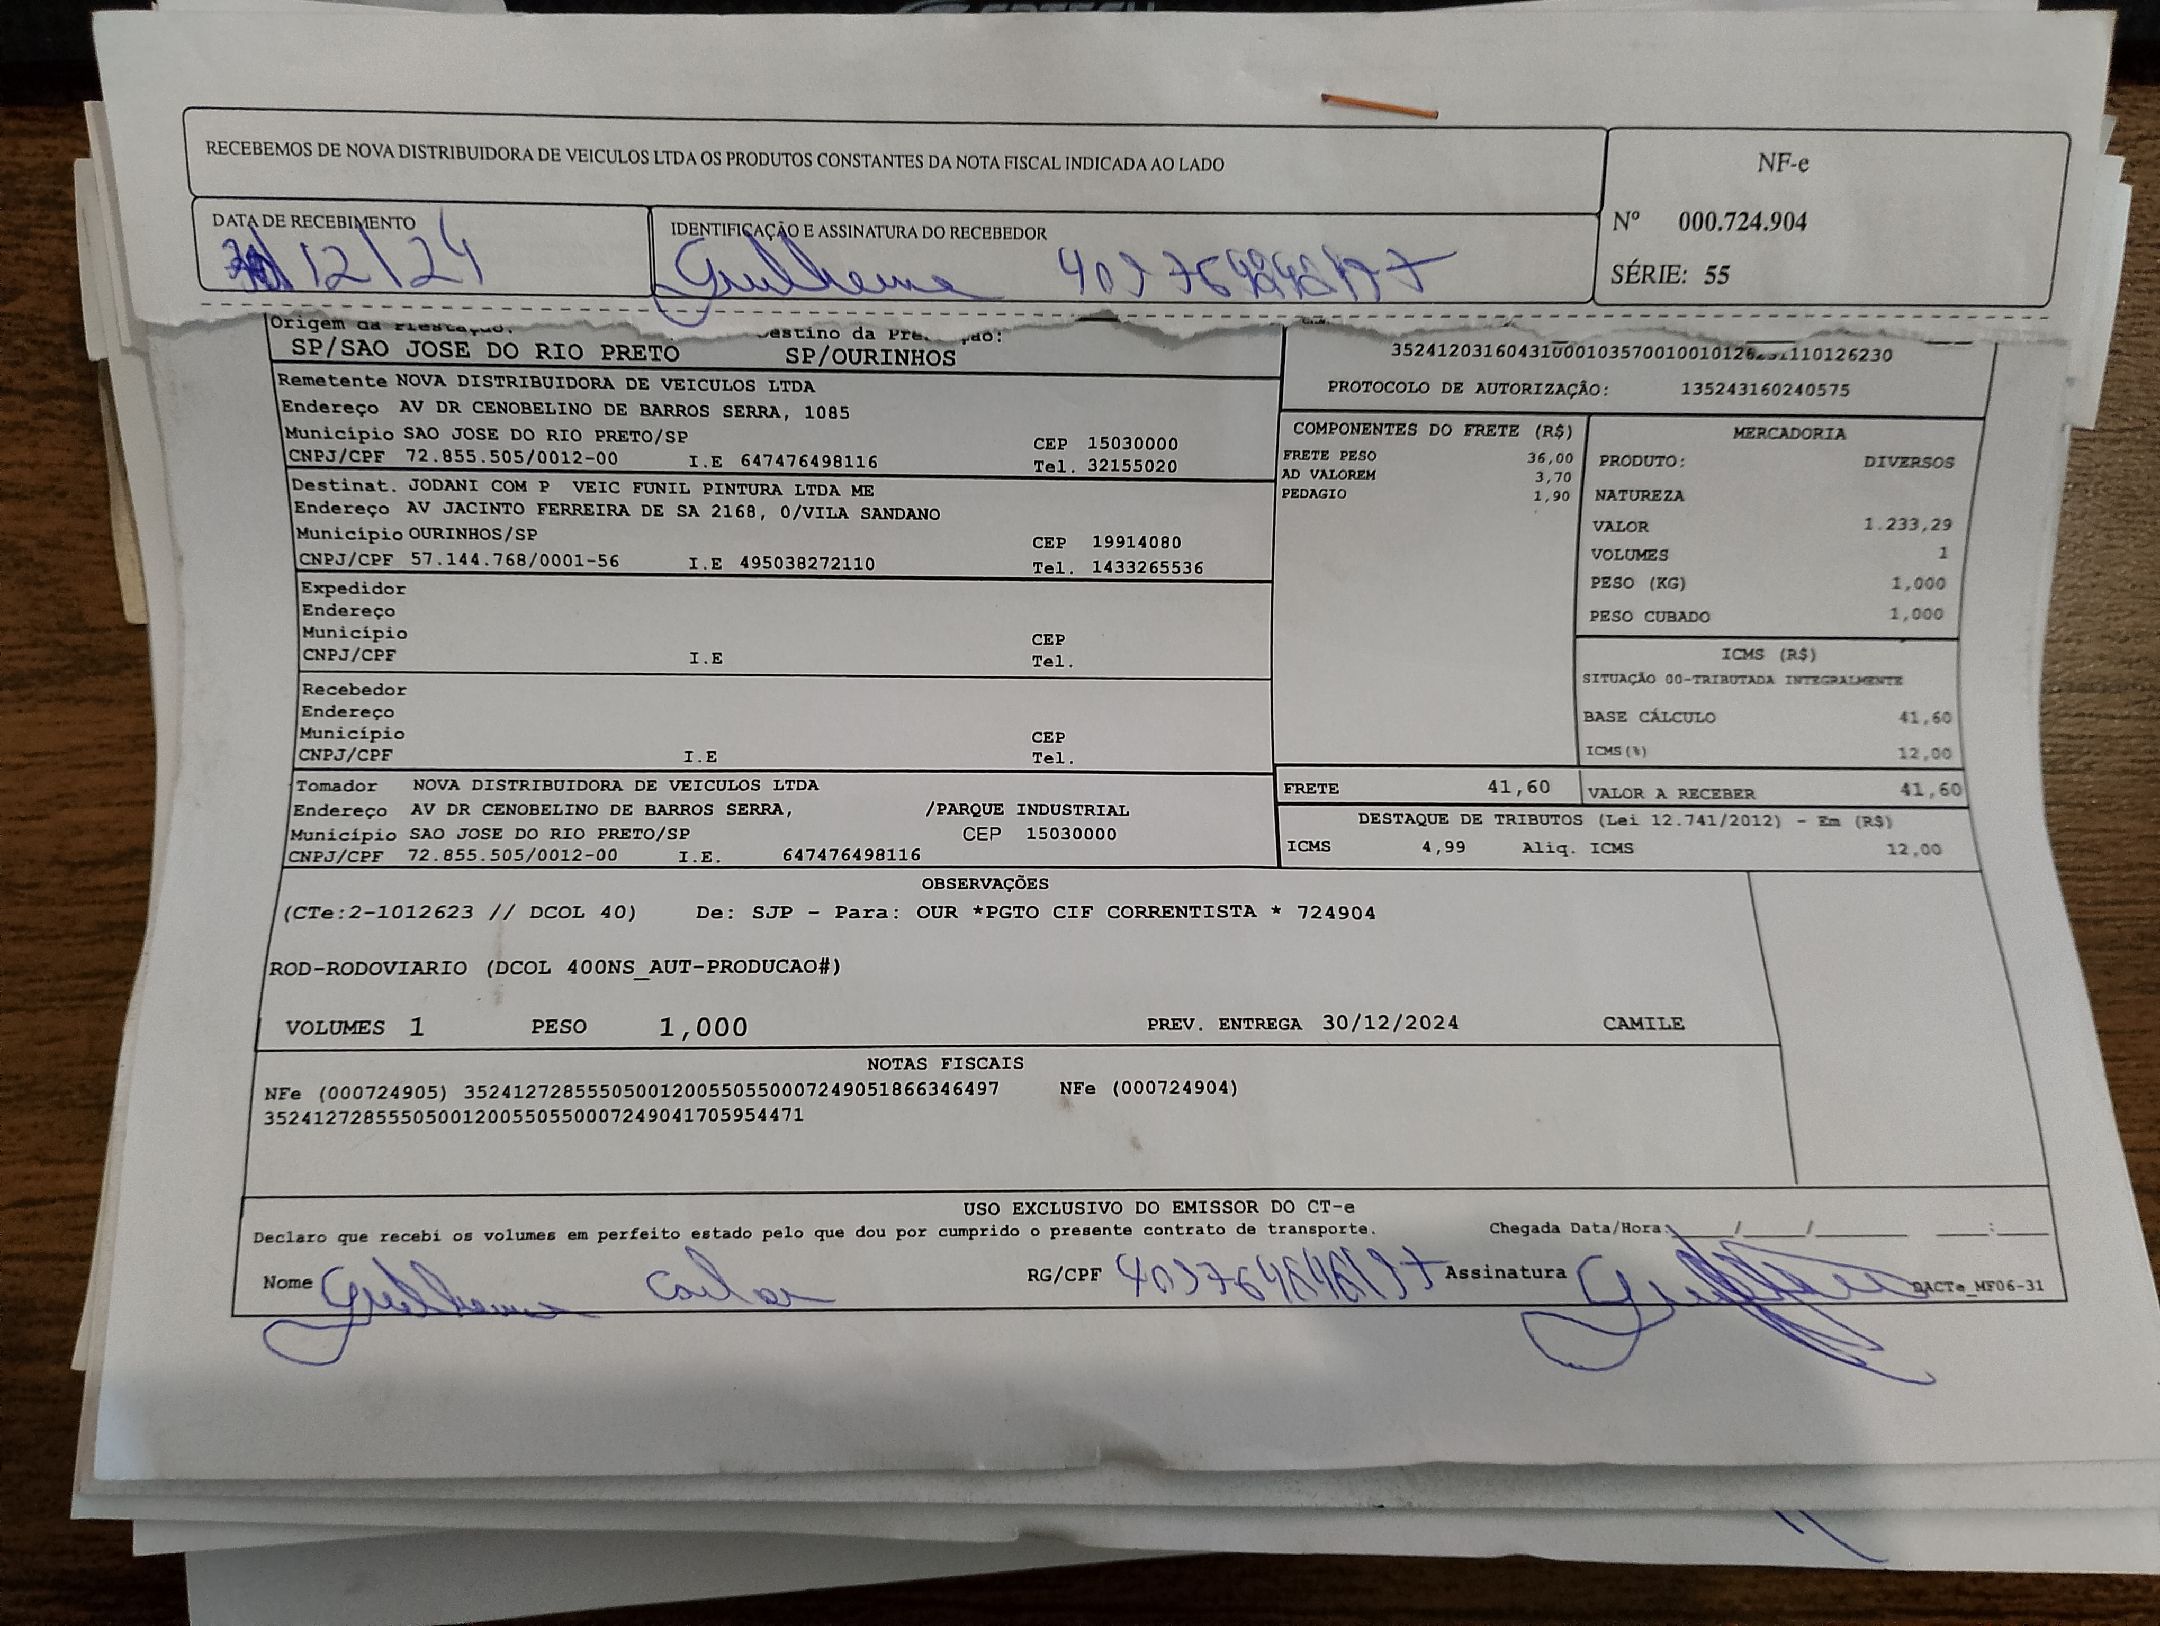 RECEBEMOS DE NOVA DISTRIBUIDORA DE VEICULOS LTDA OS PRODUTOS CONSTANTES DA NOTA FISCAL INDICADA AO LADO
NF-e
Nº 000.724.904
SÉRIE: 55
DATA DE RECEBIMENTO
/12/24
IDENTIFICAÇÃO E ASSINATURA DO RECEBEDOR
Guilherme
Origem da Prestação:
SP/SAO JOSE DO RIO PRETO
Destino da
SP/OURINHOS
PROTOCOLO DE AUTORIZAÇÃO: 135243160240575
Remetente NOVA DISTRIBUIDORA DE VEICULOS LTDA
Endereço AV DR CENOBELINO DE BARROS SERRA, 1085
Município SAO JOSE DO RIO PRETO/SP CEP 15030000
CNPJ/CPF 72.855.505/0012-00 I.E 647476498116 Tel. 32155020
Destinat. JODANI COM P VEIC FUNIL PINTURA LTDA ME
Endereço AV JACINTO FERREIRA DE SA 2168, 0/VILA SANDANO
Município OURINHOS/SP CEP 19914080
CNPJ/CPF 57.144.768/0001-56 I.E 495038272110 Tel. 1433265536
Expedidor
Endereço
Município CEP
CNPJ/CPF I.E Tel.
Recebedor
Endereço
Município CEP
CNPJ/CPF I.E Tel.
Tomador NOVA DISTRIBUIDORA DE VEICULOS LTDA
Endereço AV DR CENOBELINO DE BARROS SERRA, /PARQUE INDUSTRIAL
Município SAO JOSE DO RIO PRETO/SP CEP 15030000
CNPJ/CPF 72.855.505/0012-00 I.E. 647476498116
COMPONENTES DO FRETE (R$)
FRETE PESO 36,00
AD VALOREM 3,70
PEDAGIO 1,90
MERCADORIA
PRODUTO: DIVERSOS
NATUREZA
VALOR 1.233,29
VOLUMES 1
PESO (KG) 1,000
PESO CUBADO 1,000
ICMS (R$)
SITUAÇÃO 00-TRIBUTADA INTEGRALMENTE
BASE CÁLCULO 41,60
ICMS(%) 12,00
FRETE 41,60 VALOR A RECEBER 41,60
DESTAQUE DE TRIBUTOS (Lei 12.741/2012) - Em (R$)
ICMS 4,99 Aliq. ICMS 12,00
OBSERVAÇÕES
(CTe:2-1012623 // DCOL 40) De: SJP - Para: OUR *PGTO CIF CORRENTISTA * 724904
ROD-RODOVIARIO (DCOL 400NS_AUT-PRODUCAO#)
VOLUMES 1 PESO 1,000 PREV. ENTREGA 30/12/2024 CAMILE
NOTAS FISCAIS
NFe (000724905) 35241272855505001200550550007249051866346497 NFe (000724904)
35241272855505001200550550007249041705954471
USO EXCLUSIVO DO EMISSOR DO CT-e
Declaro que recebi os volumes em perfeito estado pelo que dou por cumprido o presente contrato de transporte. Chegada Data/Hora: / / :
Nome Guilherme RG/CPF Assinatura
DACTe_MF06-31